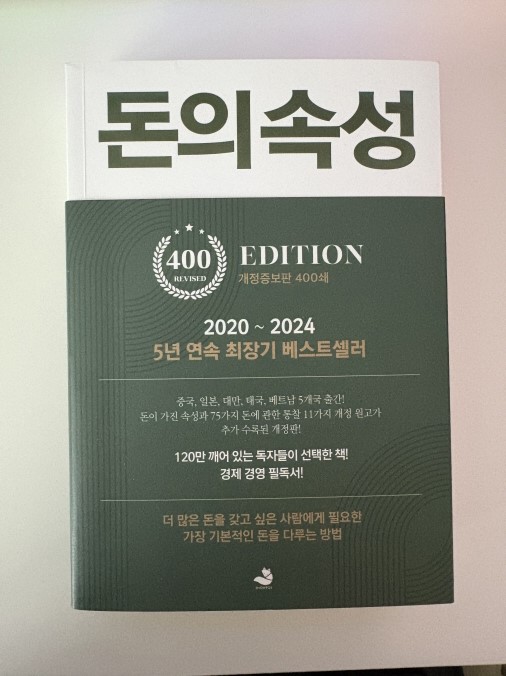 돈의 속성
400
REVISED
EDITION
개정증보판 400쇄
2020 ~ 2024
5년 연속 최장기 베스트셀러
중국, 일본, 대만, 태국, 베트남 5개국 출간!
돈이 가진 속성과 75가지 돈에 관한 통찰 11가지 개정 원고가
추가 수록된 개정판!
120만 깨어 있는 독자들이 선택한 책!
경제 경영 필독서!
더 많은 돈을 갖고 싶은 사람에게 필요한
가장 기본적인 돈을 다루는 방법